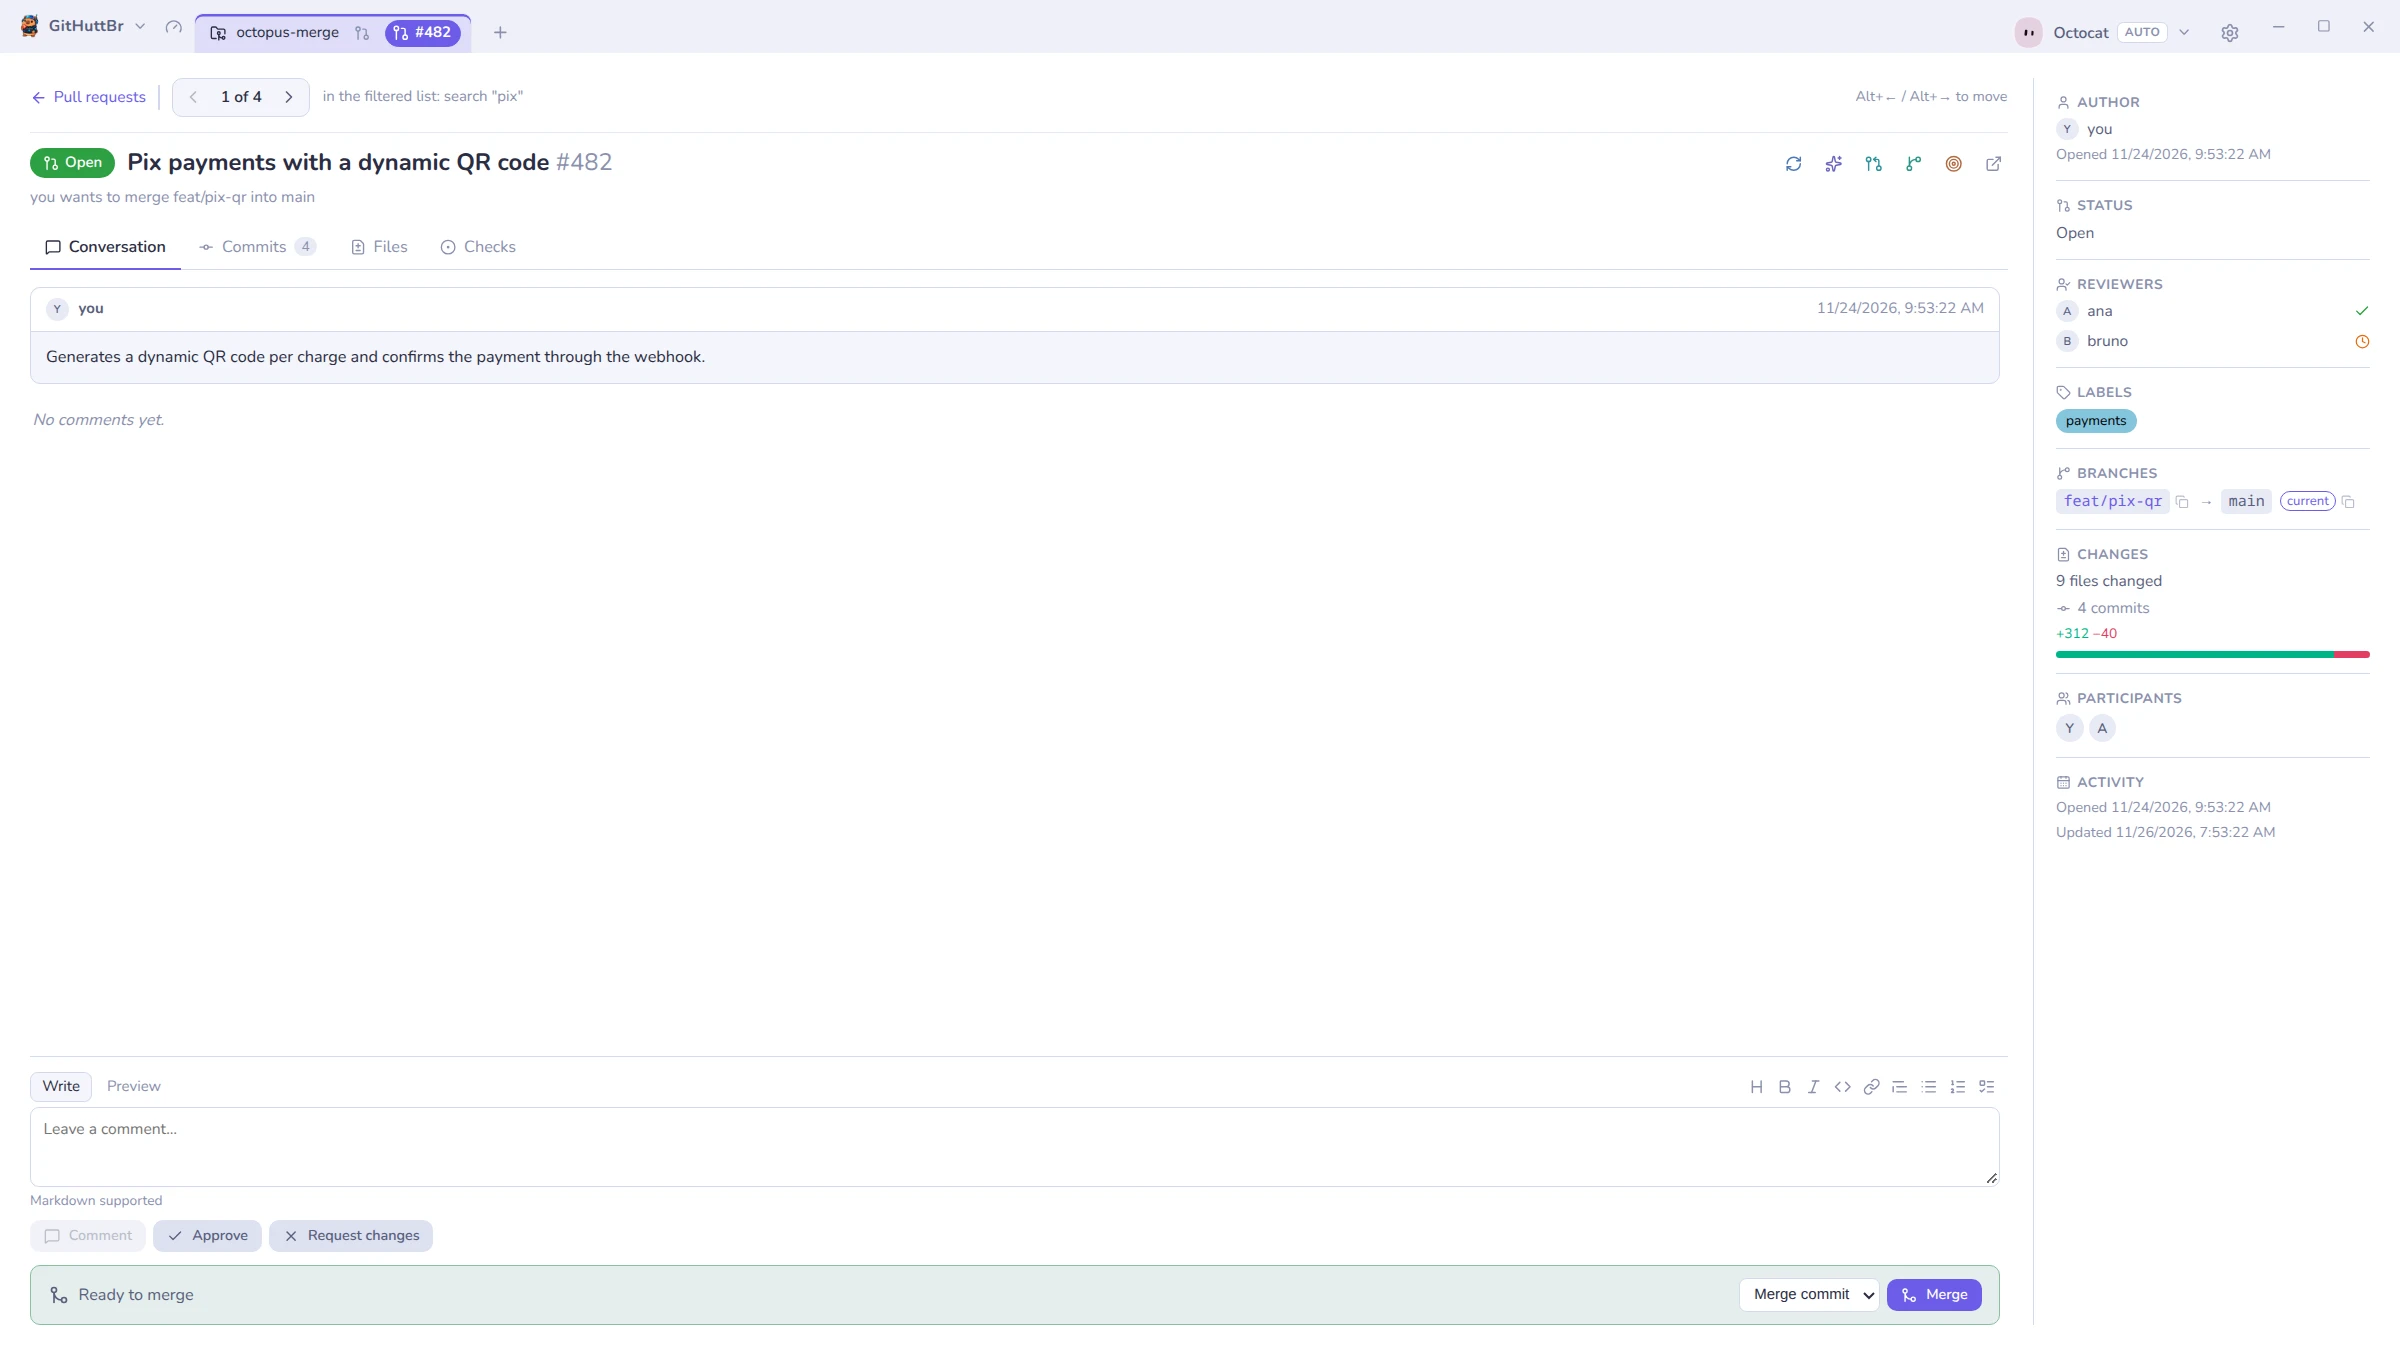 GitHuttBr
octopus-merge
#482
Octocat
AUTO
Pull requests
1 of 4
in the filtered list: search "pix"
Alt+← / Alt+→ to move
Open
Pix payments with a dynamic QR code #482
you wants to merge feat/pix-qr into main
Conversation
Commits 4
Files
Checks
Y you
11/24/2026, 9:53:22 AM
Generates a dynamic QR code per charge and confirms the payment through the webhook.
No comments yet.
Write
Preview
Leave a comment...
Markdown supported
Comment
Approve
Request changes
Ready to merge
Merge commit
Merge
AUTHOR
Y you
Opened 11/24/2026, 9:53:22 AM
STATUS
Open
REVIEWERS
A ana
B bruno
LABELS
payments
BRANCHES
feat/pix-qr → main current
CHANGES
9 files changed
4 commits
+312 −40
PARTICIPANTS
Y A
ACTIVITY
Opened 11/24/2026, 9:53:22 AM
Updated 11/26/2026, 7:53:22 AM